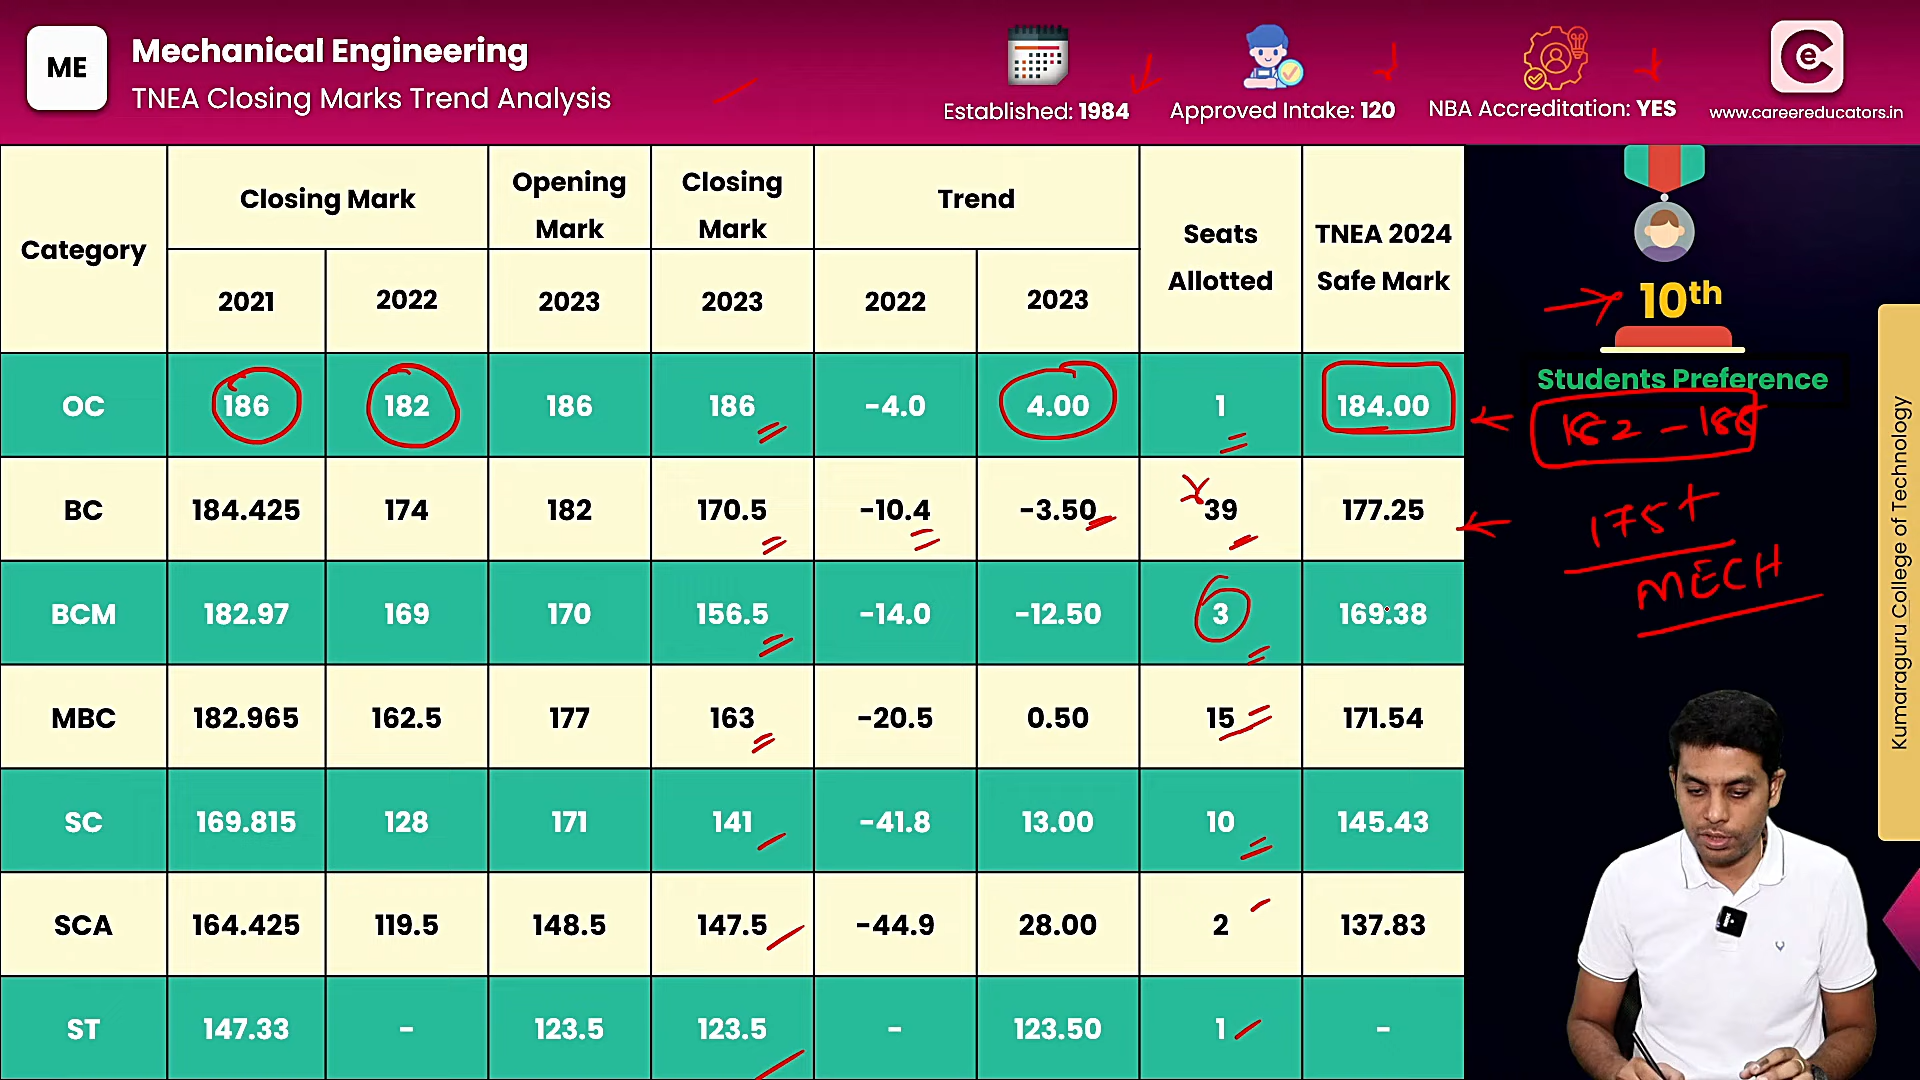 ME
Mechanical Engineering
TNEA Closing Marks Trend Analysis
Established: 1984
Approved Intake: 120
NBA Accreditation: YES
e
www.careereducators.in
Category
Closing Mark
Opening Mark
Closing Mark
Trend
Seats Allotted
TNEA 2024 Safe Mark
2021 2022 2023 2023 2022 2023
OC 186 182 186 186 -4.0 4.00 1 184.00
BC 184.425 174 182 170.5 -10.4 -3.50 39 177.25
BCM 182.97 169 170 156.5 -14.0 -12.50 3 169.38
MBC 182.965 162.5 177 163 -20.5 0.50 15 171.54
SC 169.815 128 171 141 -41.8 13.00 10 145.43
SCA 164.425 119.5 148.5 147.5 -44.9 28.00 2 137.83
ST 147.33 - 123.5 123.5 - 123.50 1 -
10th
Students Preference
175+
MECH
Kumaraguru College of Technology